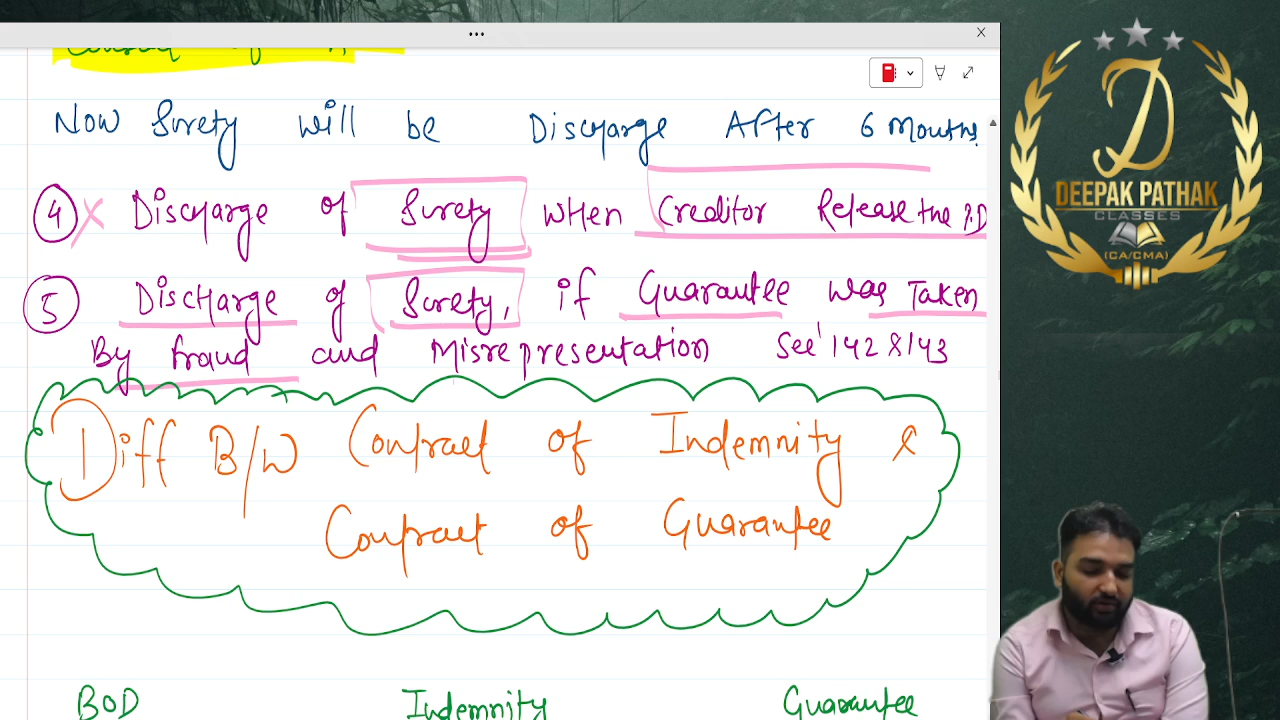 Now Surety will be Discharge After 6 Months.
④ x Discharge of Surety when Creditor Release the P.D
⑤ Discharge of Surety, if Guarantee was Taken
By fraud and Misrepresentation Sec' 142 & 143
Diff B/W Contract of Indemnity &
Contract of Guarantee
BOD Indemnity Guarantee
D
DEEPAK PATHAK
CLASSES
(CA/CMA)